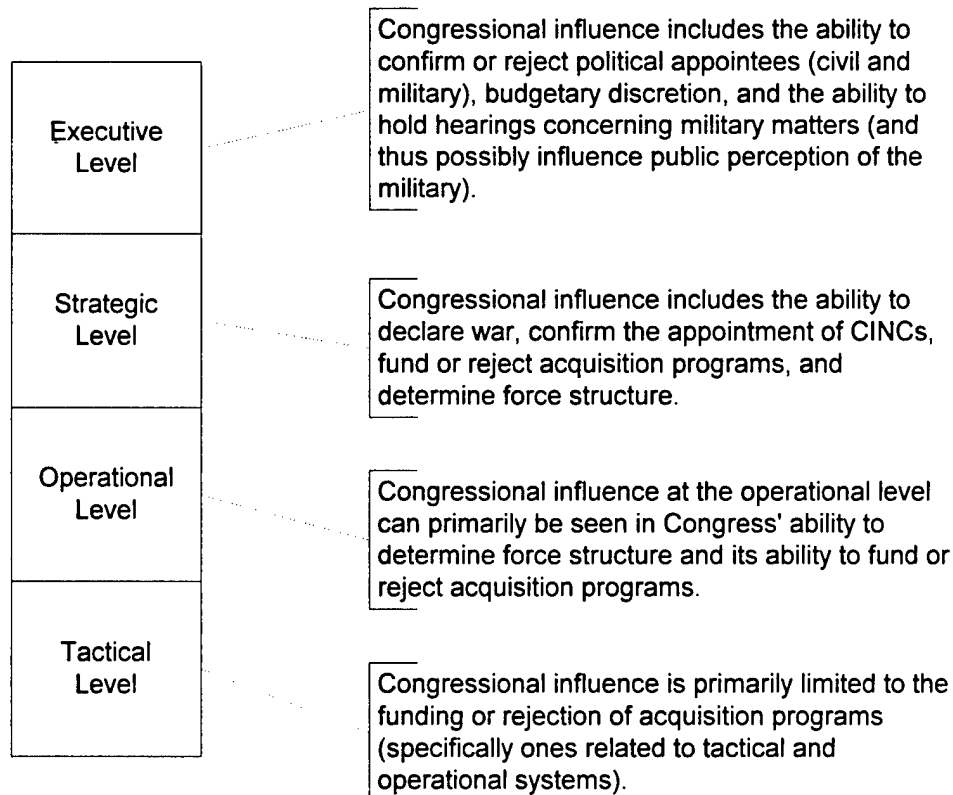 Executive
Level
Congressional influence includes the ability to
confirm or reject political appointees (civil and
military), budgetary discretion, and the ability to
hold hearings concerning military matters (and
thus possibly influence public perception of the
military).
Strategic
Level
Congressional influence includes the ability to
declare war, confirm the appointment of CINCs,
fund or reject acquisition programs, and
determine force structure.
Operational
Level
Congressional influence at the operational level
can primarily be seen in Congress' ability to
determine force structure and its ability to fund or
reject acquisition programs.
Tactical
Level
Congressional influence is primarily limited to the
funding or rejection of acquisition programs
(specifically ones related to tactical and
operational systems).